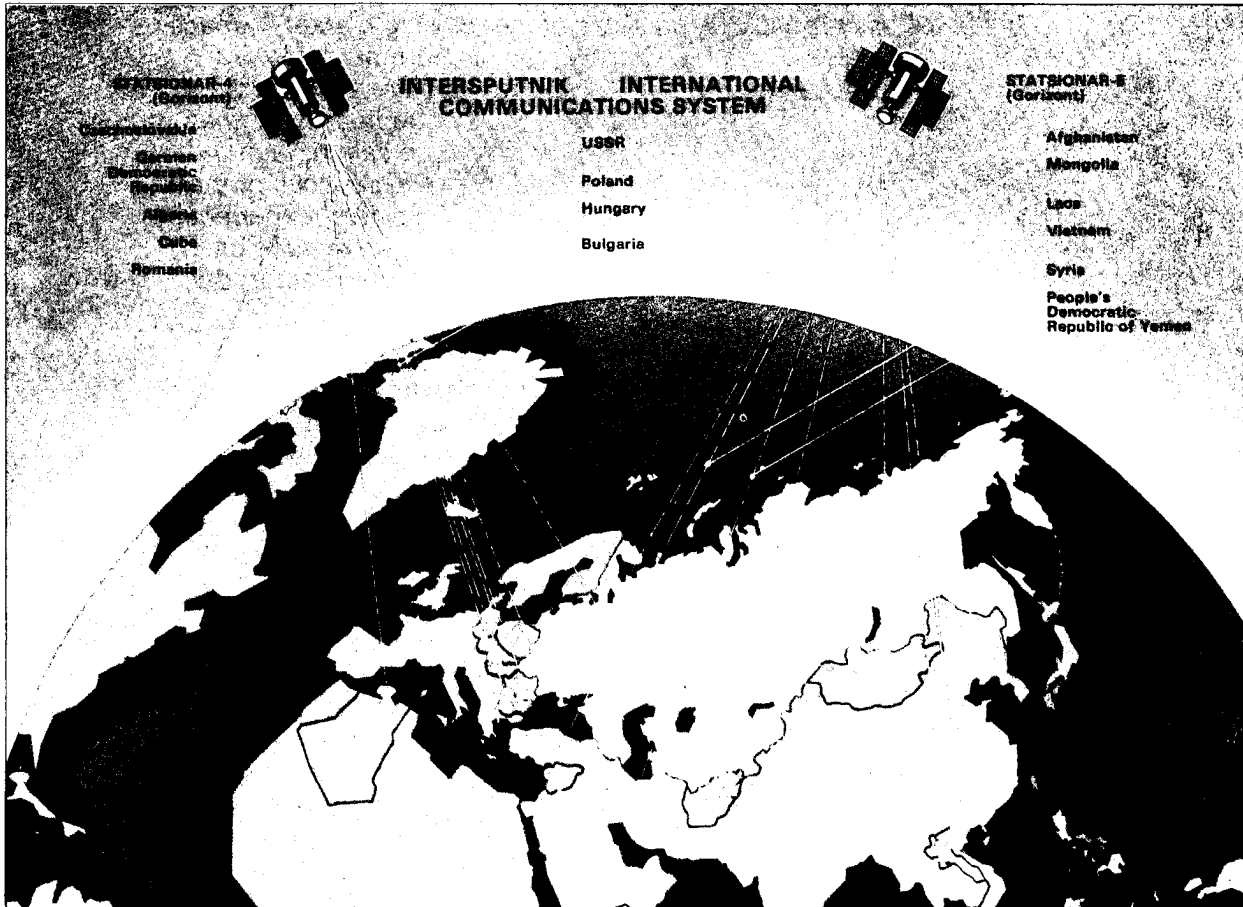 STATSIONAR-4
(Gorizont)
Czechoslovakia
German
Democratic
Republic
Algeria
Cuba
Romania
INTERSPUTNIK INTERNATIONAL
COMMUNICATIONS SYSTEM
USSR
Poland
Hungary
Bulgaria
STATSIONAR-5
(Gorizont)
Afghanistan
Mongolia
Laos
Vietnam
Syria
People's
Democratic
Republic of Yemen